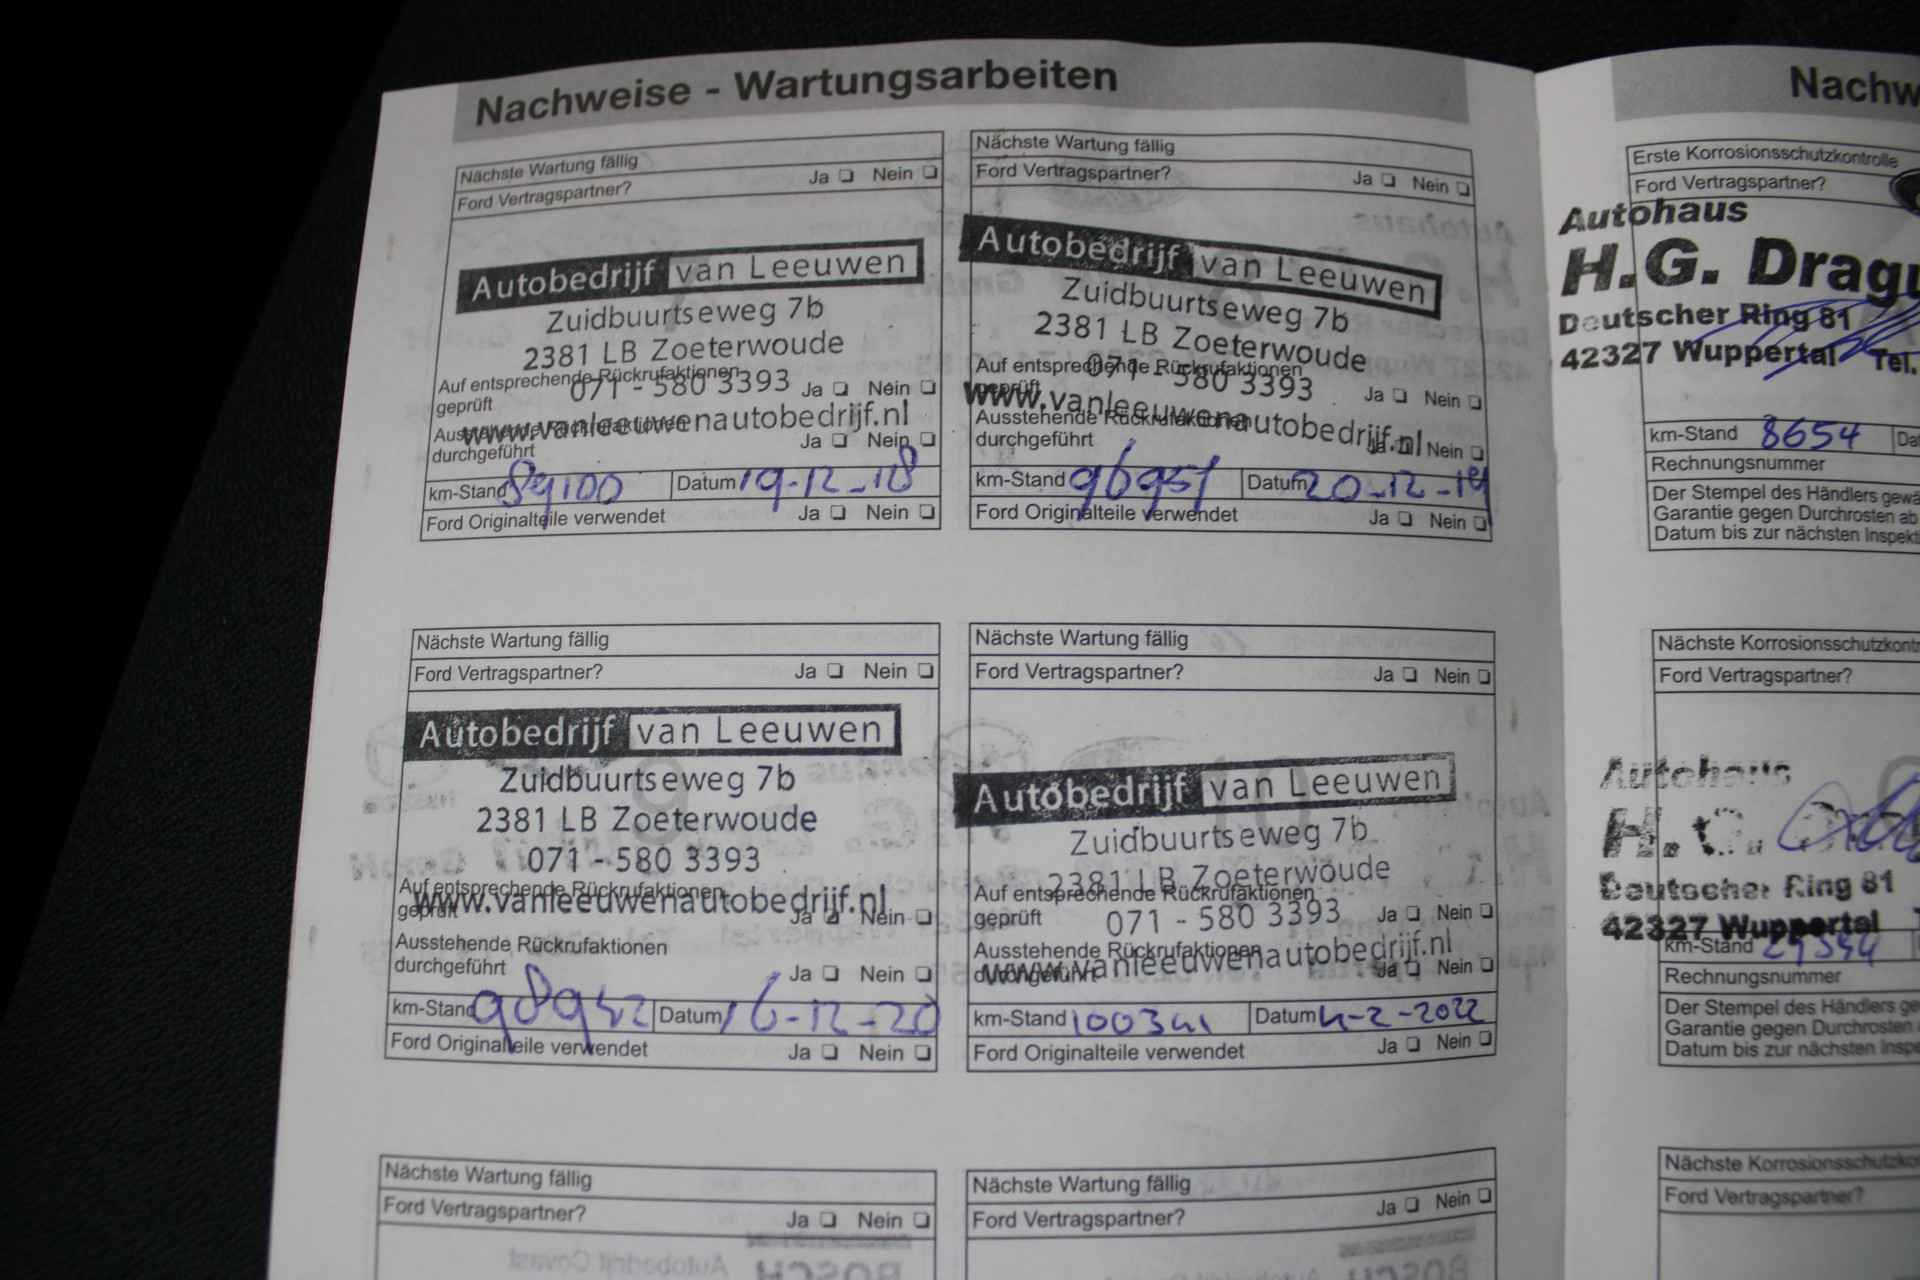 Nachweise - Wartungsarbeiten
Nächste Wartung fällig
Ford Vertragspartner? Ja Nein
Autobedrijf van Leeuwen
Zuidbuurtseweg 7b
2381 LB Zoeterwoude
071 - 580 3393
Auf entsprechende Rückrufaktionen
geprüft Ja Nein
www.vanleeuwenautobedrijf.nl
Ausstehende Rückrufaktionen
durchgeführt Ja Nein
km-Stand 89100 Datum 19-12-18
Ford Originalteile verwendet Ja Nein
Nächste Wartung fällig
Ford Vertragspartner? Ja Nein
Autobedrijf van Leeuwen
Zuidbuurtseweg 7b
2381 LB Zoeterwoude
Auf entsprechende Rückrufaktionen
071 - 580 3393
geprüft Ja Nein
www.vanleeuwenautobedrijf.nl
Ausstehende Rückrufaktionen
durchgeführt Ja Nein
km-Stand 96951 Datum 20-12-19
Ford Originalteile verwendet Ja Nein
Nächste Wartung fällig
Ford Vertragspartner? Ja Nein
Autobedrijf van Leeuwen
Zuidbuurtseweg 7b
2381 LB Zoeterwoude
071 - 580 3393
Auf entsprechende Rückrufaktionen
www.vanleeuwenautobedrijf.nl
geprüft Ja Nein
Ausstehende Rückrufaktionen
durchgeführt Ja Nein
km-Stand Datum 16-12-20
Ford Originalteile verwendet Ja Nein
Nächste Wartung fällig
Ford Vertragspartner? Ja Nein
Autobedrijf van Leeuwen
Zuidbuurtseweg 7b
2381 LB Zoeterwoude
Auf entsprechende Rückrufaktionen
geprüft Ja Nein
071 - 580 3393
Ausstehende Rückrufaktionen
www.vanleeuwenautobedrijf.nl
durchgeführt Ja Nein
km-Stand Datum 4-2-2022
Ford Originalteile verwendet Ja Nein
Nächste Wartung fällig
Ford Vertragspartner? Ja Nein
Nächste Wartung fällig
Ford Vertragspartner? Ja Nein
Nachw
Erste Korrosionsschutzkontrolle
Ford Vertragspartner?
Autohaus
H.G. Dragu
Deutscher Ring 81
42327 Wuppertal Tel.
km-Stand 8654 Da
Rechnungsnummer
Der Stempel des Händlers gewä
Garantie gegen Durchrosten ab
Datum bis zur nächsten Inspekti
Nächste Korrosionsschutzkontr
Ford Vertragspartner?
Autohaus
H.G.
Deutscher Ring 81
42327 Wuppertal
km-Stand
Rechnungsnummer
Der Stempel des Händlers ge
Garantie gegen Durchrosten
Datum bis zur nächsten Inspe
Nächste Korrosionsschutzko
Ford Vertragspartner?